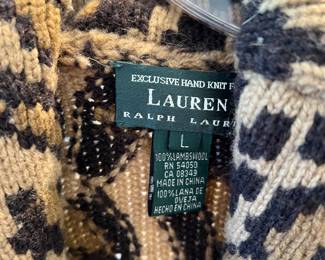 EXCLUSIVE HAND KNIT F
LAUREN
RALPH LAUR
L
100%LAMBSWOOL
RN 54050
CA 08349
MADE IN CHINA
100%LANA DE
OVEJA
HECHO EN CHINA